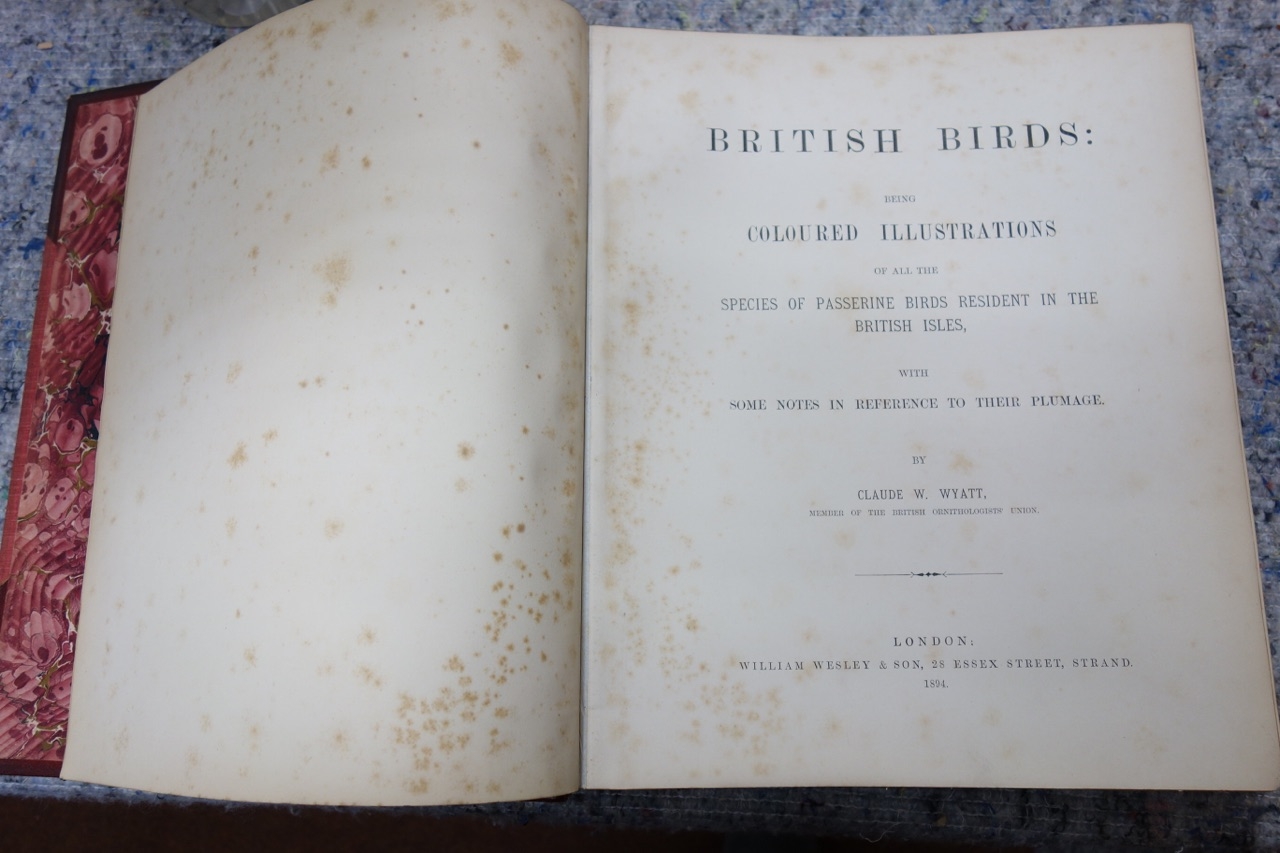 BRITISH BIRDS:
BEING
COLOURED ILLUSTRATIONS
OF ALL THE
SPECIES OF PASSERINE BIRDS RESIDENT IN THE
BRITISH ISLES,
WITH
SOME NOTES IN REFERENCE TO THEIR PLUMAGE.
BY
CLAUDE W. WYATT,
MEMBER OF THE BRITISH ORNITHOLOGISTS' UNION.
LONDON:
WILLIAM WESLEY & SON, 28 ESSEX STREET, STRAND.
1894.